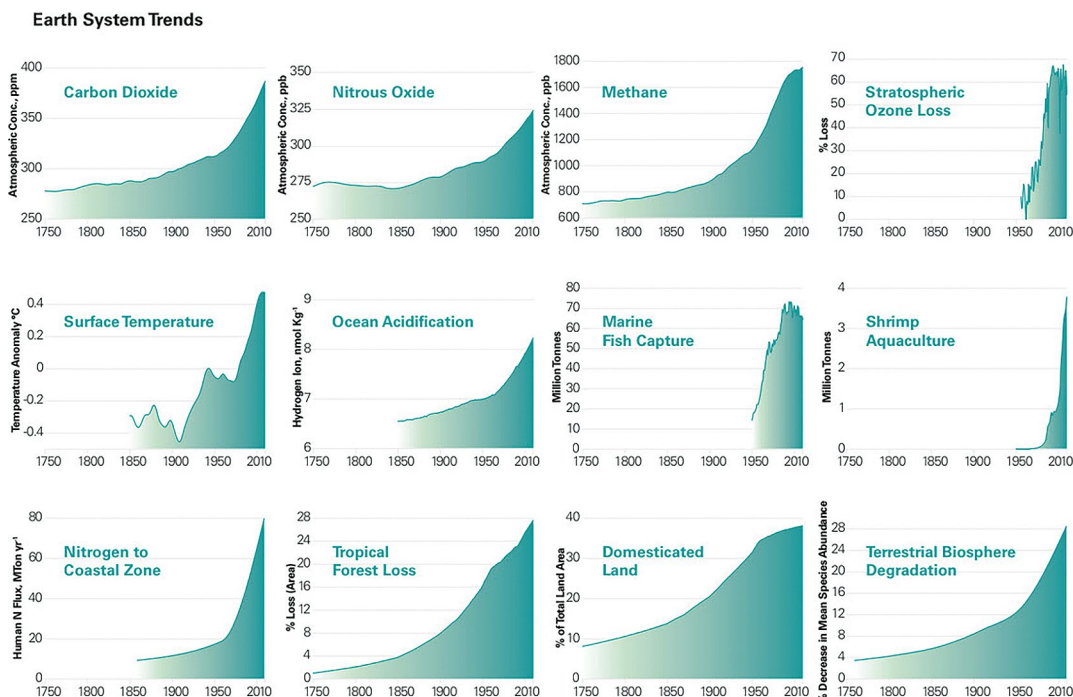 Earth System Trends
Atmospheric Conc., ppm
400
350
300
250
Carbon Dioxide
1750 1800 1850 1900 1950 2010
Atmospheric Conc., ppb
350
325
300
275
250
Nitrous Oxide
1750 1800 1850 1900 1950 2010
Atmospheric Conc., ppb
1800
1600
1400
1200
1000
800
600
Methane
1750 1800 1850 1900 1950 2010
% Loss
70
60
50
40
30
20
10
0
Stratospheric
Ozone Loss
1750 1800 1850 1900 1950 2010
Temperature Anomaly °C
0.4
0.2
0
-0.2
-0.4
Surface Temperature
1750 1800 1850 1900 1950 2010
Hydrogen Ion, nmol Kg⁻¹
9
8
7
6
Ocean Acidification
1750 1800 1850 1900 1950 2010
Million Tonnes
80
70
60
50
40
30
20
10
0
Marine
Fish Capture
1750 1800 1850 1900 1950 2010
Million Tonnes
4
3
2
1
0
Shrimp
Aquaculture
1750 1800 1850 1900 1950 2010
Human N Flux, MTon yr⁻¹
80
60
40
20
0
Nitrogen to
Coastal Zone
1750 1800 1850 1900 1950 2010
% Loss (Area)
28
24
20
16
12
8
4
0
Tropical
Forest Loss
1750 1800 1850 1900 1950 2010
% of Total Land Area
40
30
20
10
0
Domesticated
Land
1750 1800 1850 1900 1950 2010
% Decrease in Mean Species Abundance
28
24
20
16
12
8
4
0
Terrestrial Biosphere
Degradation
1750 1800 1850 1900 1950 2010